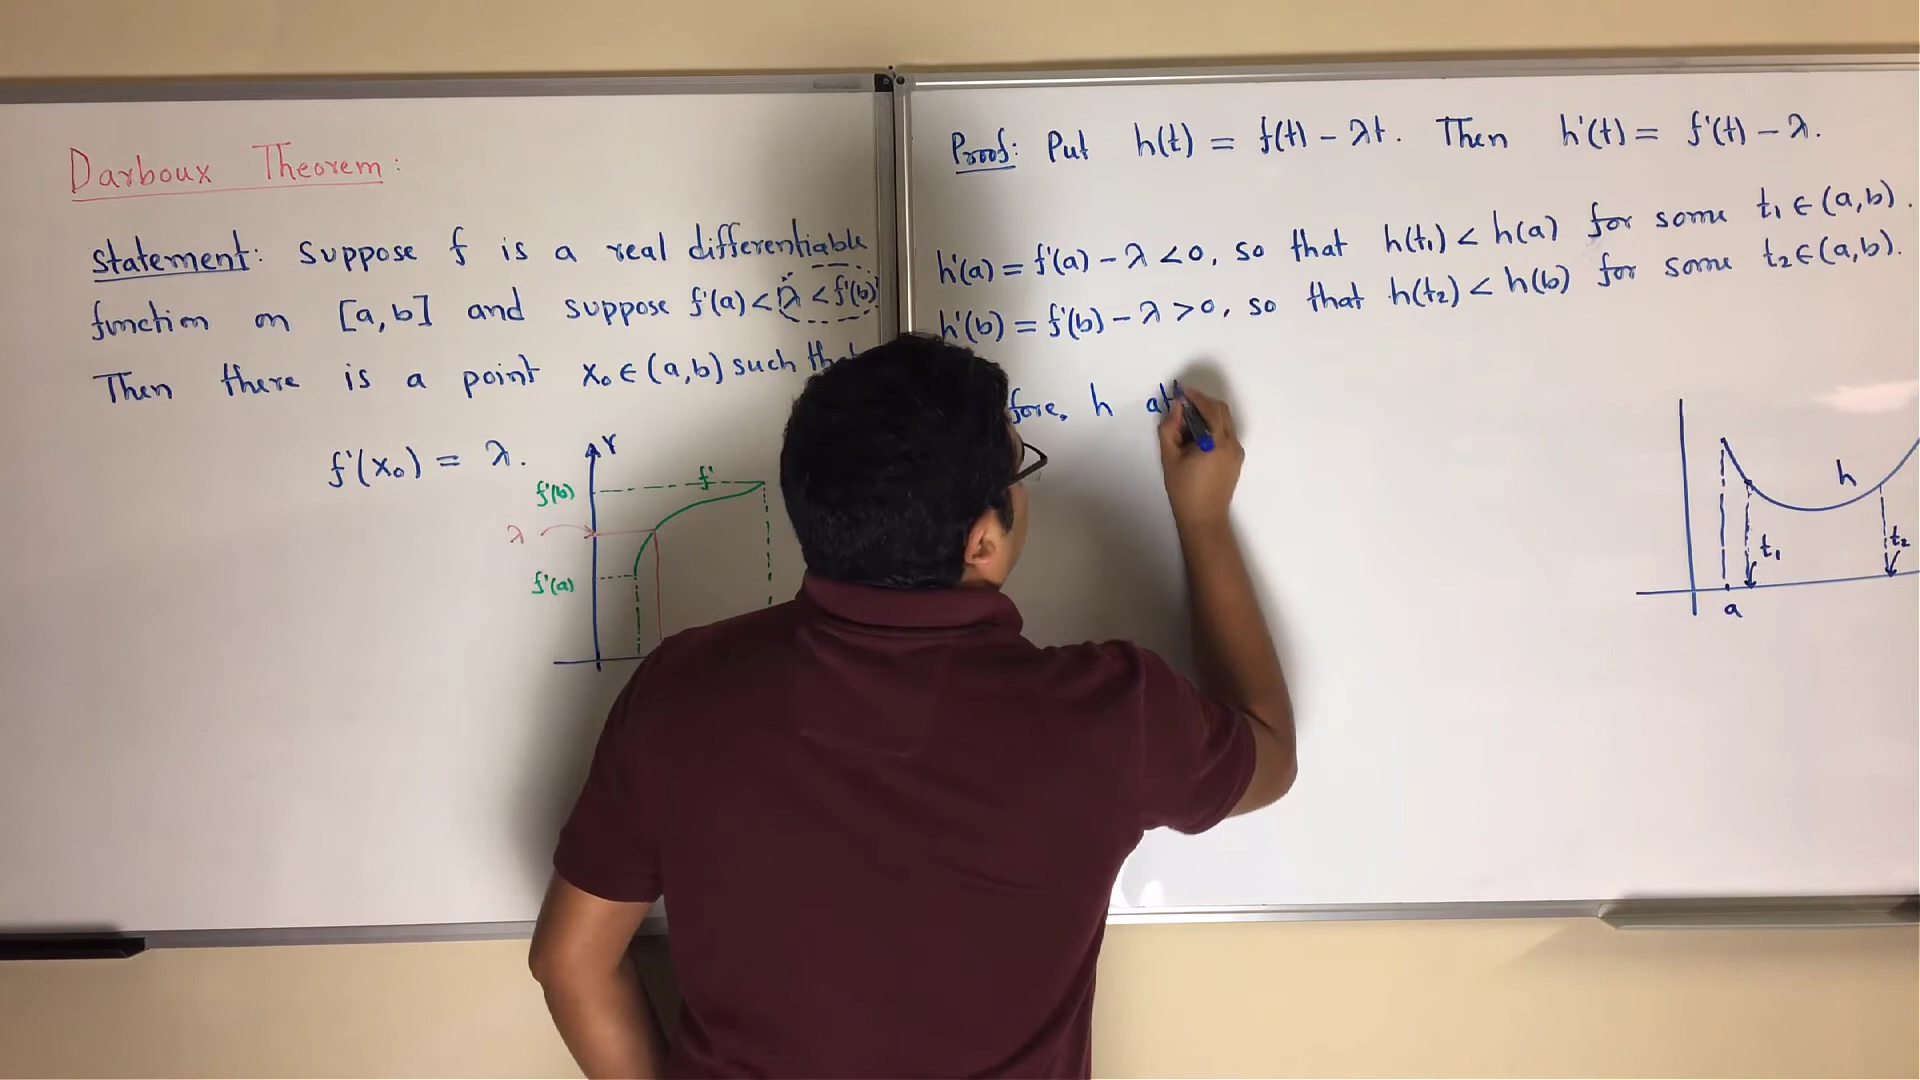 Darboux Theorem:
Statement: Suppose f is a real differentiable
function on [a,b] and suppose f'(a) < λ < f'(b)
Then there is a point x₀ ∈ (a,b) such
f'(x₀) = λ.
Y
f'
f'(b)
λ
f'(a)
Proof: Put h(t) = f(t) - λt. Then h'(t) = f'(t) - λ.
h'(a) = f'(a) - λ < 0, so that h(t₁) < h(a) for some t₁ ∈ (a,b).
h'(b) = f'(b) - λ > 0, so that h(t₂) < h(b) for some t₂ ∈ (a,b).
fore, h att
h
t₁
t₂
a